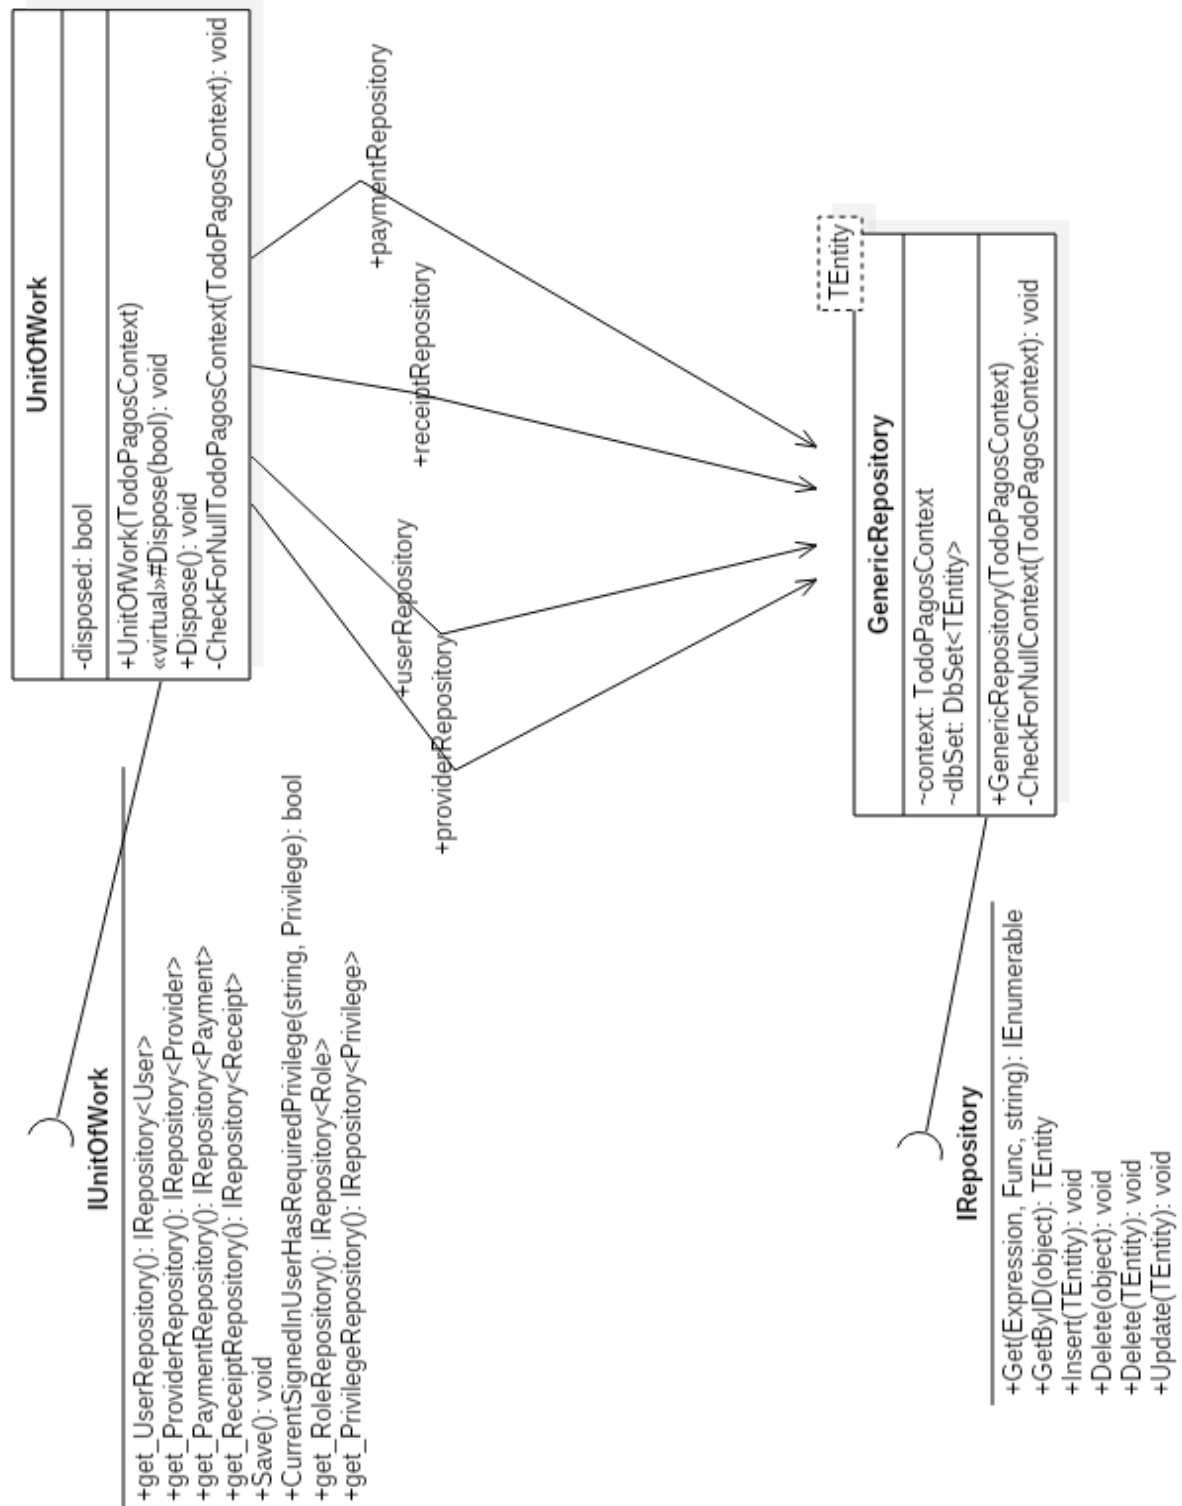 IUnitOfWork
+get_UserRepository(): IRepository<User>
+get_ProviderRepository(): IRepository<Provider>
+get_PaymentRepository(): IRepository<Payment>
+get_ReceiptRepository(): IRepository<Receipt>
+Save(): void
+CurrentSignedInUserHasRequiredPrivilege(string, Privilege): bool
+get_RoleRepository(): IRepository<Role>
+get_PrivilegeRepository(): IRepository<Privilege>
UnitOfWork
-disposed: bool
+UnitOfWork(TodoPagosContext)
«virtual»#Dispose(bool): void
+Dispose(): void
-CheckForNullTodoPagosContext(TodoPagosContext): void
+paymentRepository
+receiptRepository
+userRepository
+providerRepository
IRepository
+Get(Expression, Func, string): IEnumerable
+GetByID(object): TEntity
+Insert(TEntity): void
+Delete(object): void
+Delete(TEntity): void
+Update(TEntity): void
TEntity
GenericRepository
~context: TodoPagosContext
~dbSet: DbSet<TEntity>
+GenericRepository(TodoPagosContext)
-CheckForNullContext(TodoPagosContext): void